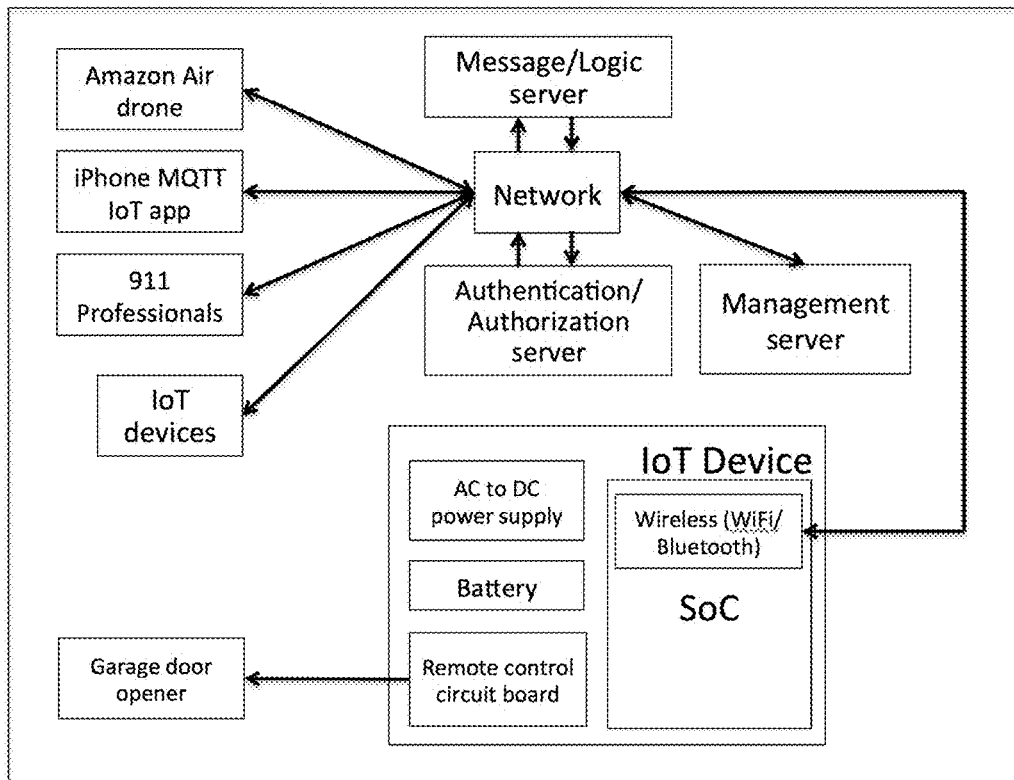 Amazon Air
drone
iPhone MQTT
IoT app
911
Professionals
IoT
devices
Message/Logic
server
Network
Authentication/
Authorization
server
Management
server
IoT Device
AC to DC
power supply
Battery
Remote control
circuit board
Wireless (WiFi/
Bluetooth)
SoC
Garage door
opener